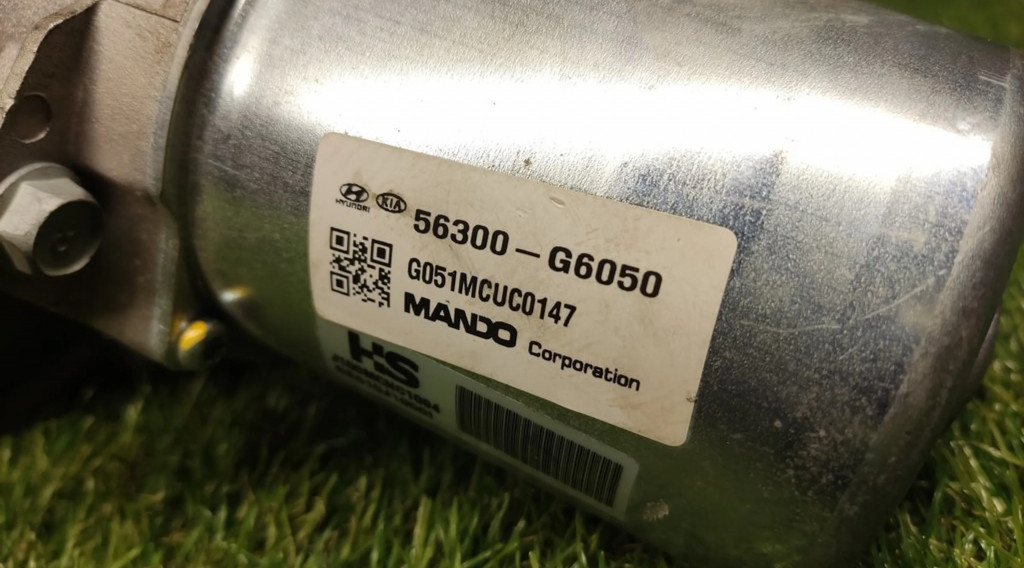 HYUNDAI KIA 56300-G6050
G051MCUC0147
MANDO Corporation
HS